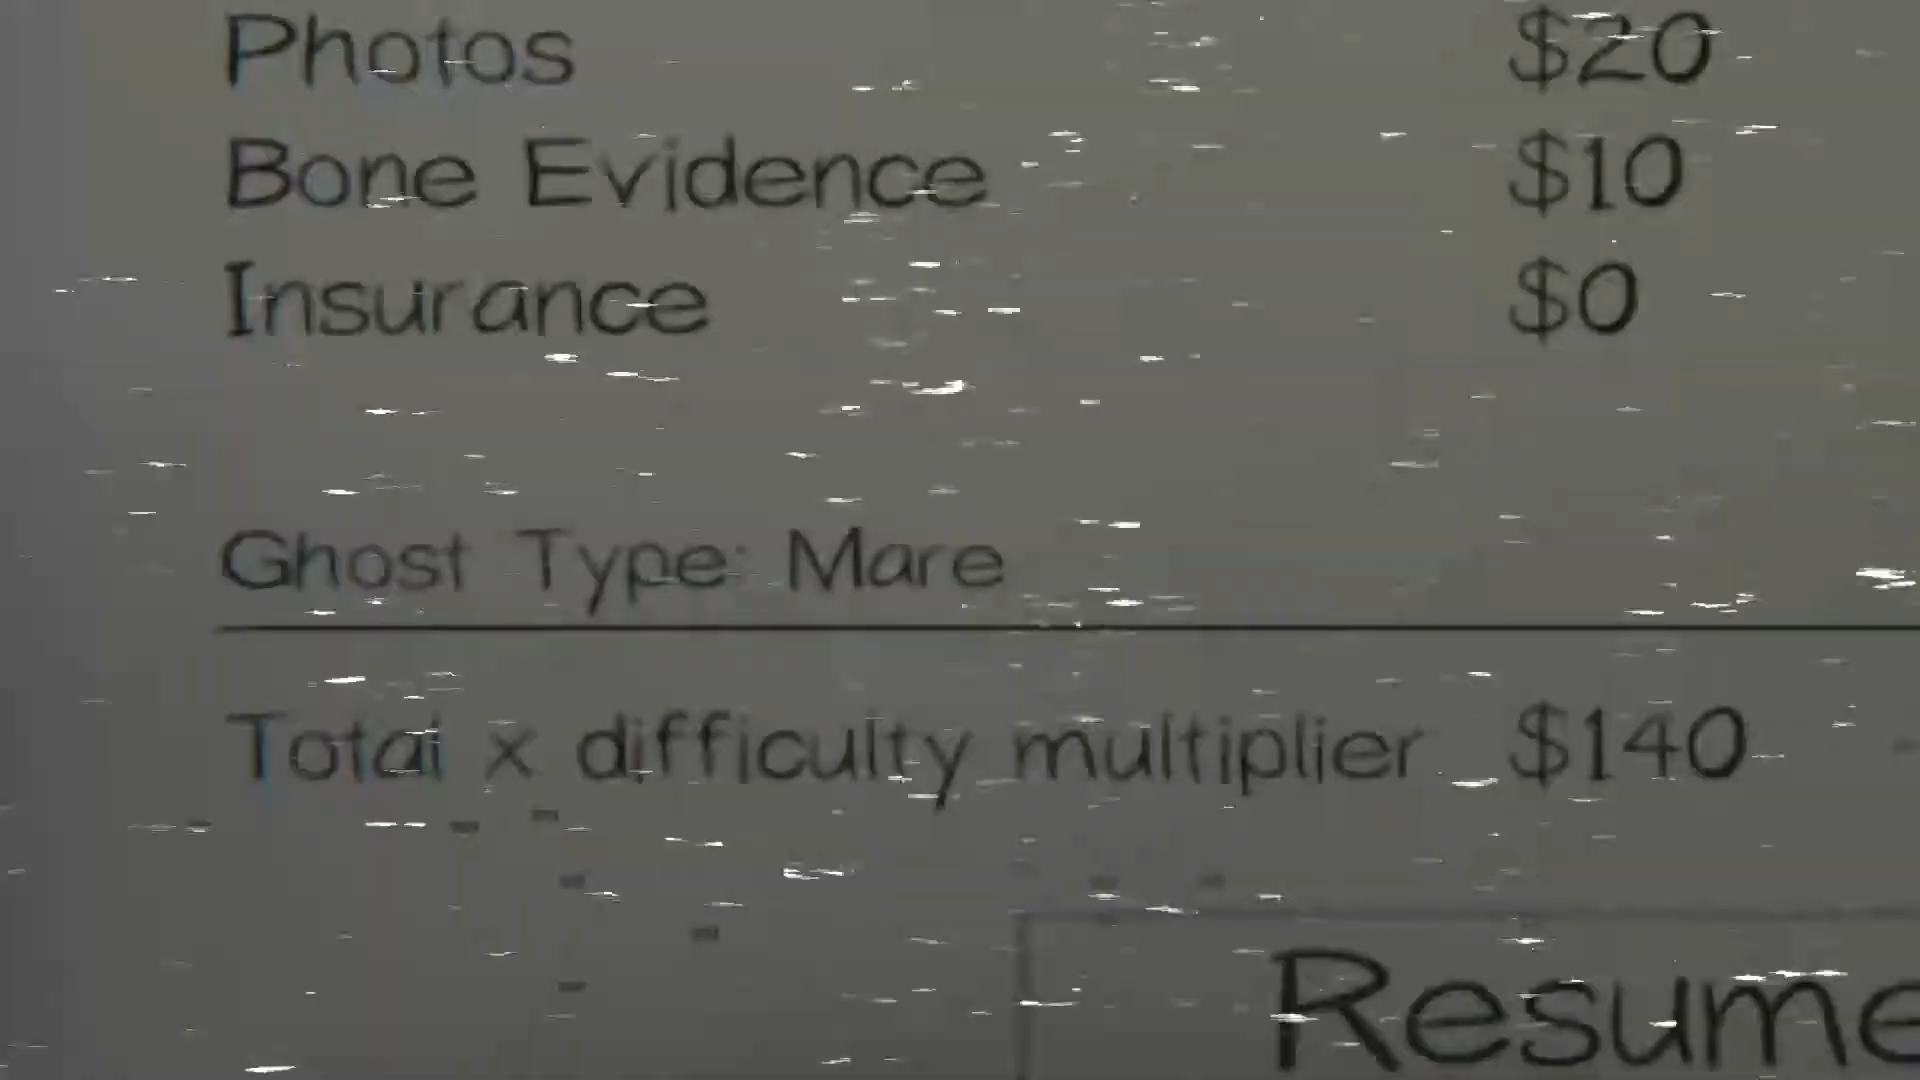 Photos $20
Bone Evidence $10
Insurance $0
Ghost Type: Mare
Total x difficulty multiplier $140
Resume